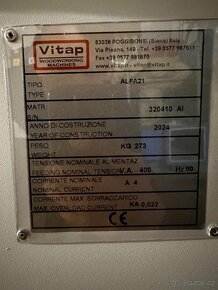 Vitap
WOODWORKING
MACHINES
53036 POGGIBONSI (Siena) Italy
Via Pisana, 149 - Tel. +39 0577 987511
Fax +39 0577 981670
www.vitap.it - vitap@vitap.it
TIPO
TYPE
ALFA21
MATR.
S/N
320410 AI
ANNO DI COSTRUZIONE
YEAR OF CONSTRUCTION
2024
PESO
WEIGHT
KG 273
TENSIONE NOMINALE ALIMENTAZ.
FEEDING NOMINAL TENSION V.A. 400 Hz 50
CORRENTE NOMINALE
NOMINAL CURRENT
A 4
CORRENTE MAX. SOVRACCARICO
MAX OVERLOAD CURRENT
KA 0,022
CE